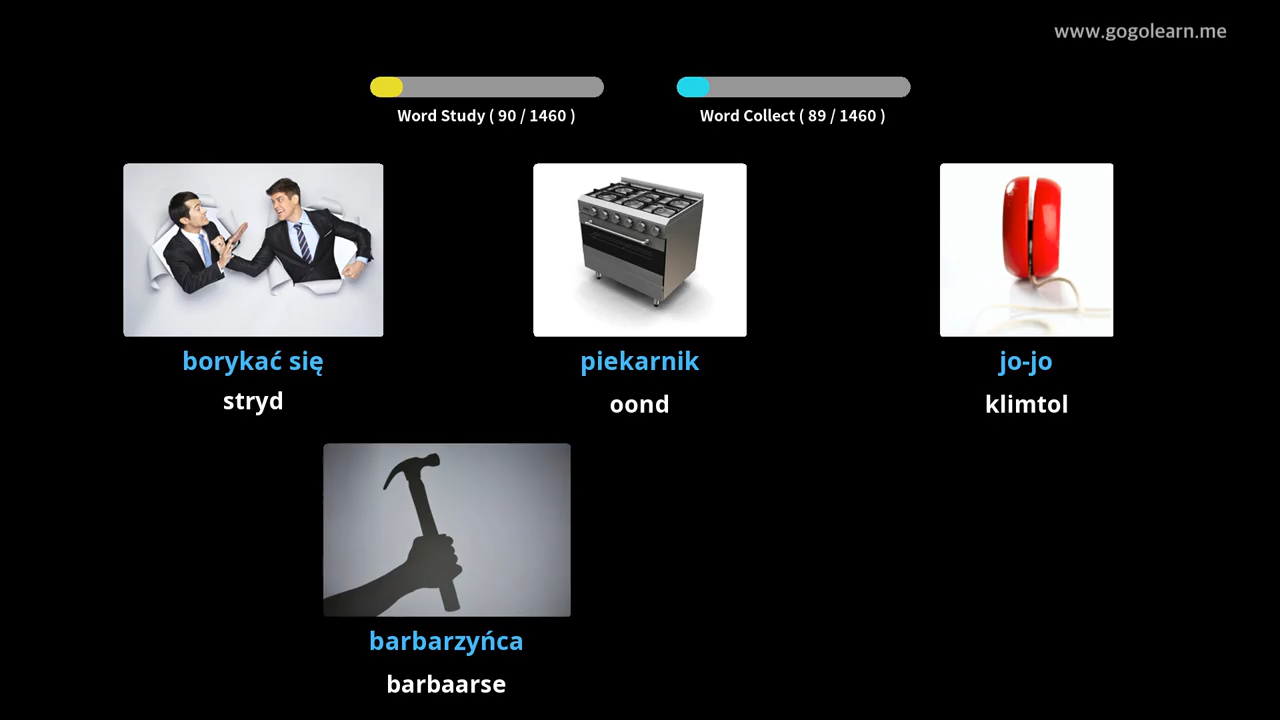 www.gogolearn.me
Word Study ( 90 / 1460 )
Word Collect ( 89 / 1460 )
borykać się
piekarnik
jo-jo
stryd
oond
klimtol
barbarzyńca
barbaarse